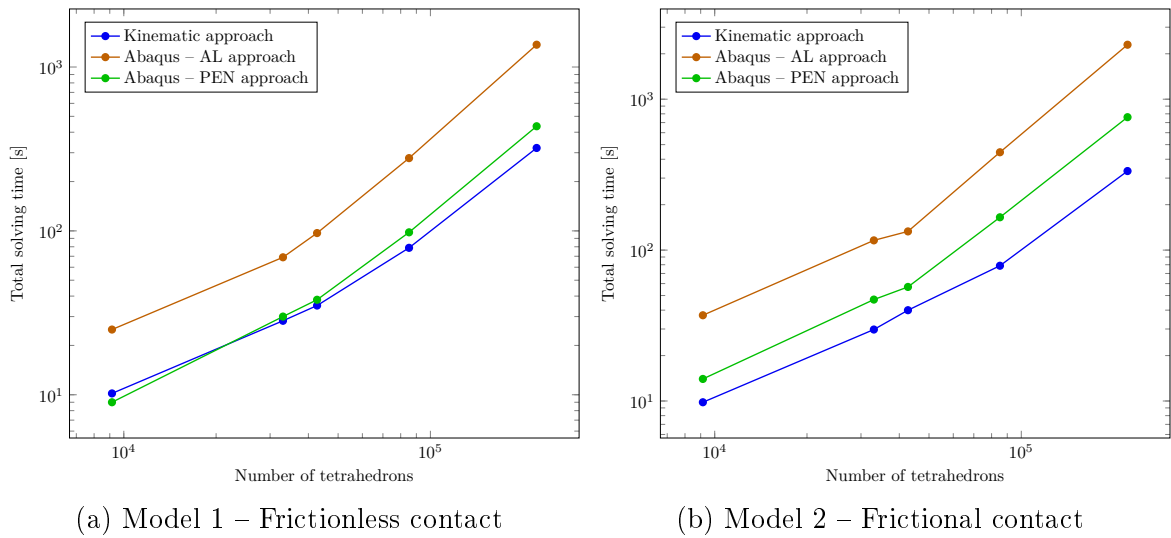 Kinematic approach
Abaqus – AL approach
Abaqus – PEN approach
10^3
10^2
10^1
Total solving time [s]
10^4
10^5
Number of tetrahedrons
(a) Model 1 – Frictionless contact
Kinematic approach
Abaqus – AL approach
Abaqus – PEN approach
10^3
10^2
10^1
Total solving time [s]
10^4
10^5
Number of tetrahedrons
(b) Model 2 – Frictional contact